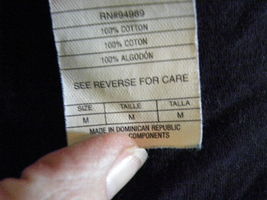 RN#94989
100% COTTON
100% COTON
100% ALGODÓN
SEE REVERSE FOR CARE
SIZE TAILLE TALLA
M M M
MADE IN DOMINICAN REPUBLIC
COMPONENTS